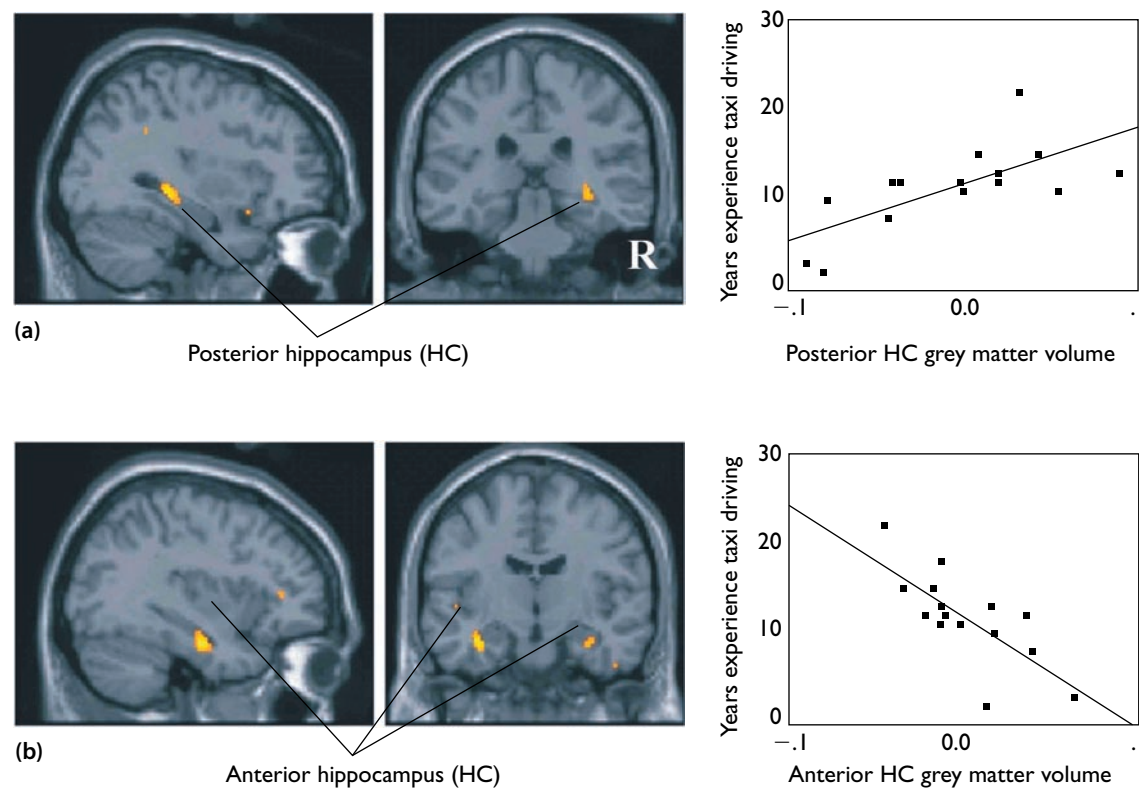 R
(a)
Posterior hippocampus (HC)
Years experience taxi driving
30
20
10
0
−.1
0.0
.
Posterior HC grey matter volume
(b)
Anterior hippocampus (HC)
Years experience taxi driving
30
20
10
0
−.1
0.0
.
Anterior HC grey matter volume